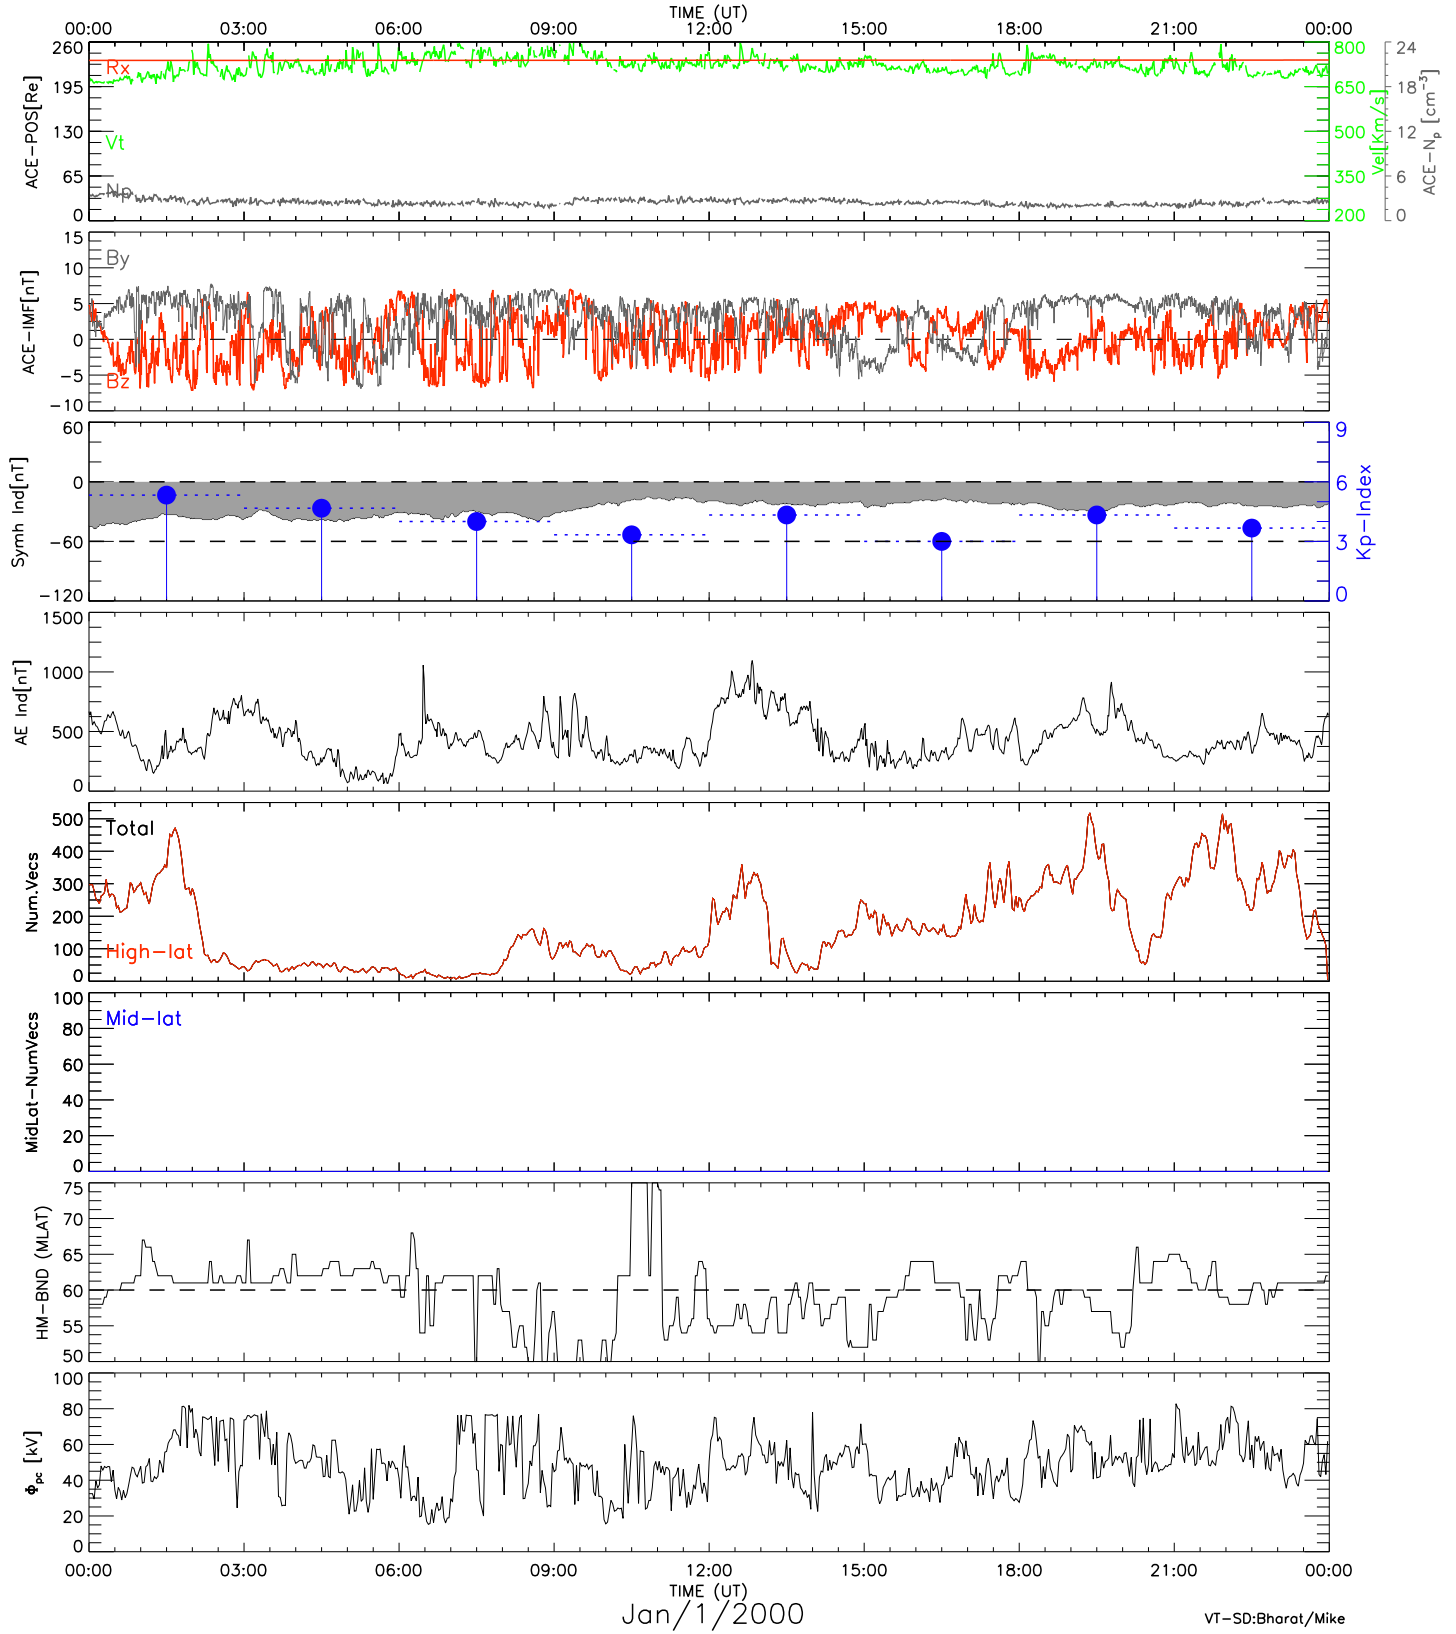 TIME (UT)
00:00 03:00 06:00 09:00 12:00 15:00 18:00 21:00 00:00
260 195 130 65 0
ACE-POS[Re]
Rx
Vt
Np
800 650 500 350 200
Vel[Km/s]
24 18 12 6 0
ACE-Np [cm⁻³]
15 10 5 0 -5 -10
ACE-IMF[nT]
By
Bz
60 0 -60 -120
Symh Ind[nT]
9 6 3 0
Kp-Index
1500 1000 500 0
AE Ind[nT]
500 400 300 200 100 0
Num.Vecs
Total
High-lat
100 80 60 40 20 0
MidLat-NumVecs
Mid-lat
75 70 65 60 55 50
HM-BND (MLAT)
100 80 60 40 20 0
Φpc [kV]
00:00 03:00 06:00 09:00 12:00 15:00 18:00 21:00 00:00
TIME (UT)
Jan/1/2000
VT-SD:Bharat/Mike